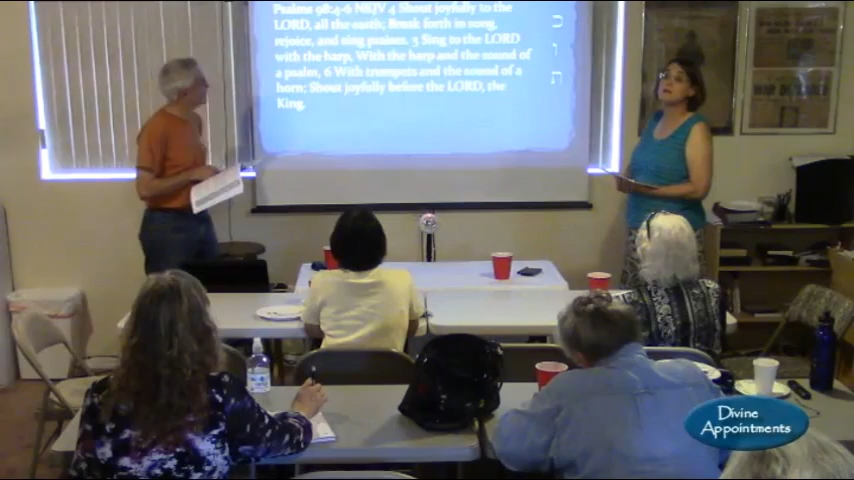 Psalms 98:4-6 NKJV 4 Shout joyfully to the
LORD, all the earth; Break forth in song,
rejoice, and sing praises. 5 Sing to the LORD
with the harp, With the harp and the sound of
a psalm, 6 With trumpets and the sound of a
horn; Shout joyfully before the LORD, the
King.
כ
ו
ת
WAR DECLARED
Divine
Appointments